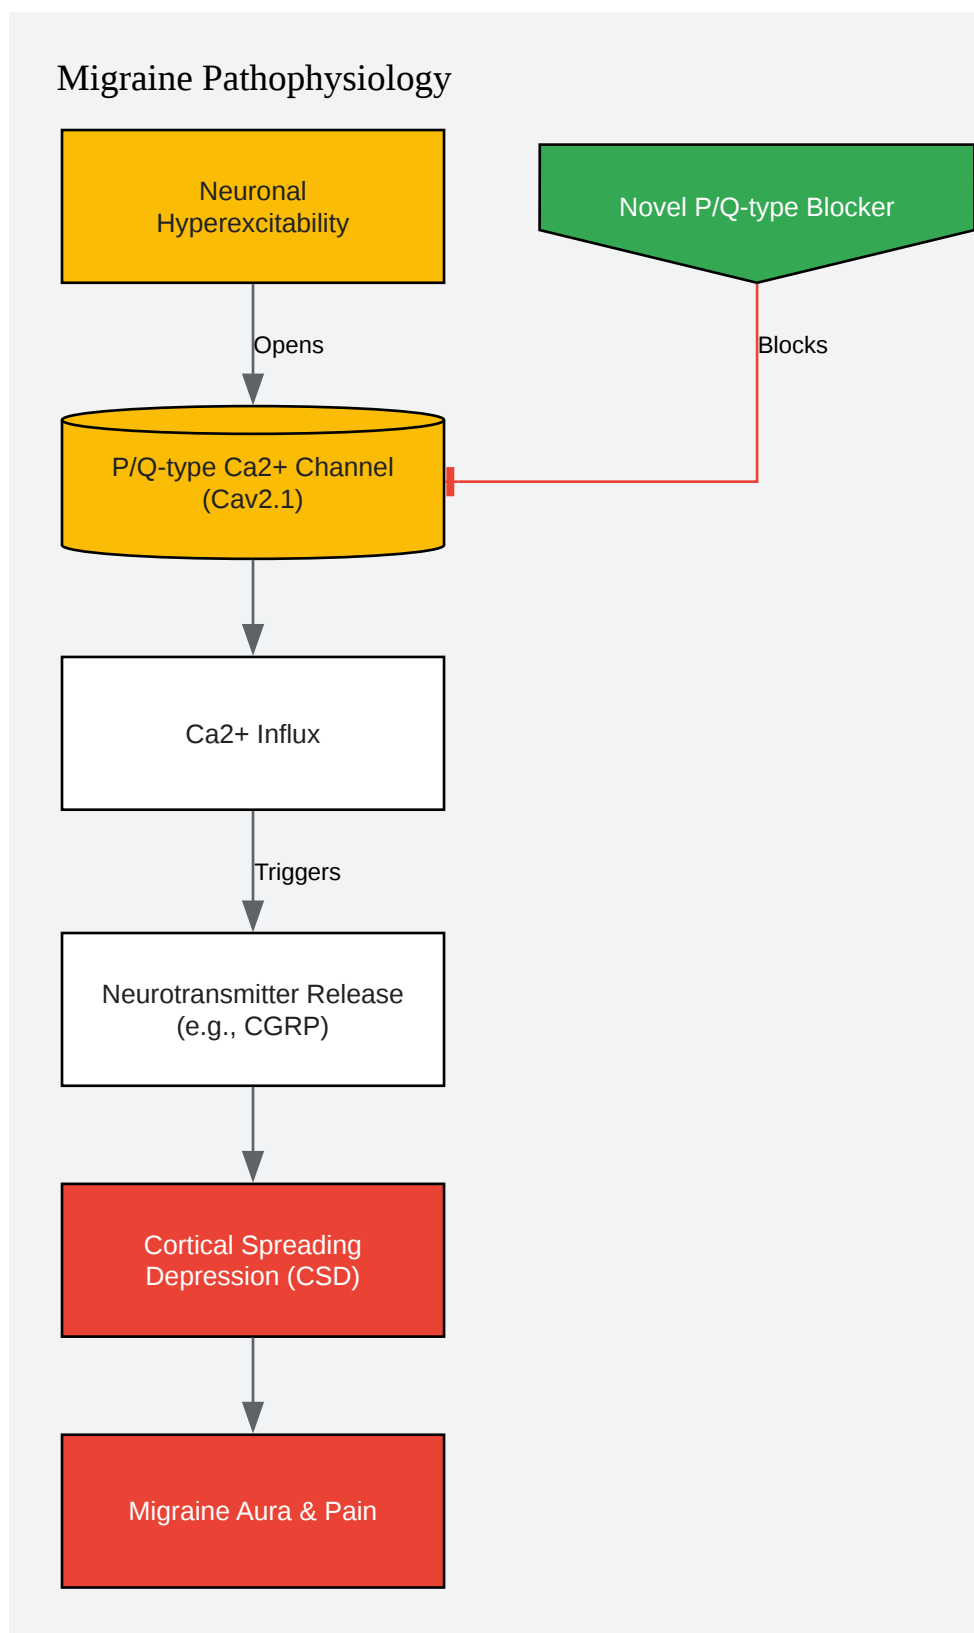 Migraine Pathophysiology
Neuronal
Hyperexcitability
Novel P/Q-type Blocker
Opens
Blocks
P/Q-type Ca2+ Channel
(Cav2.1)
Ca2+ Influx
Triggers
Neurotransmitter Release
(e.g., CGRP)
Cortical Spreading
Depression (CSD)
Migraine Aura & Pain